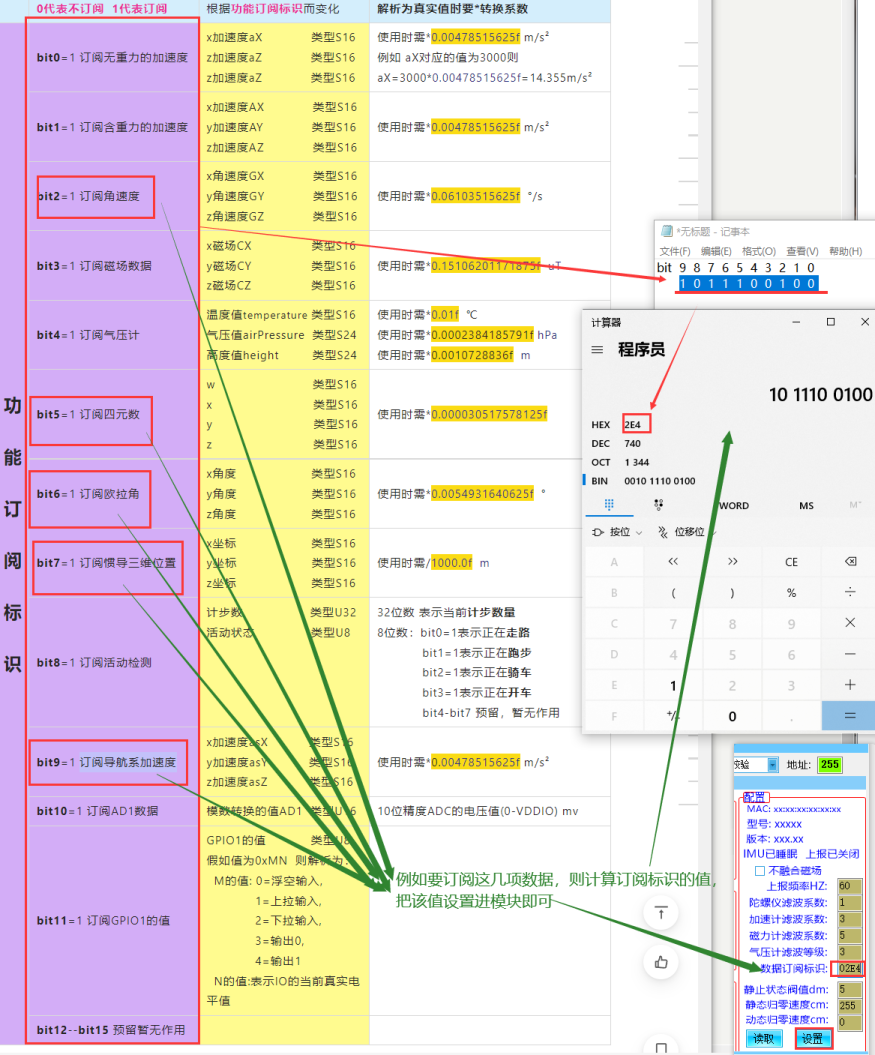 0代表不订阅 1代表订阅
根据功能订阅标识而变化
解析为真实值时要*转换系数
功能订阅标识
bit0=1 订阅无重力的加速度
x加速度aX 类型S16
z加速度aZ 类型S16
z加速度aZ 类型S16
使用时需*0.00478515625f m/s²
例如 aX对应的值为3000则
aX=3000*0.00478515625f=14.355m/s²
bit1=1 订阅含重力的加速度
x加速度AX 类型S16
y加速度AY 类型S16
z加速度AZ 类型S16
使用时需*0.00478515625f m/s²
bit2=1 订阅角速度
x角速度GX 类型S16
y角速度GY 类型S16
z角速度GZ 类型S16
使用时需*0.06103515625f °/s
bit3=1 订阅磁场数据
x磁场CX 类型S16
y磁场CY 类型S16
z磁场CZ 类型S16
使用时需*0.15106201171875f uT
bit4=1 订阅气压计
温度值temperature 类型S16
气压值airPressure 类型S24
高度值height 类型S24
使用时需*0.01f ℃
使用时需*0.0002384185791f hPa
使用时需*0.0010728836f m
bit5=1 订阅四元数
w 类型S16
x 类型S16
y 类型S16
z 类型S16
使用时需*0.000030517578125f
bit6=1 订阅欧拉角
x角度 类型S16
y角度 类型S16
z角度 类型S16
使用时需*0.0054931640625f °
bit7=1 订阅惯导三维位置
x坐标 类型S16
y坐标 类型S16
z坐标 类型S16
使用时需/1000.0f m
bit8=1 订阅活动检测
计步数 类型U32
活动状态 类型U8
32位数 表示当前计步数量
8位数：bit0=1表示正在走路
bit1=1表示正在跑步
bit2=1表示正在骑车
bit3=1表示正在开车
bit4-bit7 预留，暂无作用
bit9=1 订阅导航系加速度
x加速度asX 类型S16
y加速度asY 类型S16
z加速度asZ 类型S16
使用时需*0.00478515625f m/s²
bit10=1 订阅AD1数据
模数转换的值AD1 类型U16
10位精度ADC的电压值(0-VDDIO) mv
bit11=1 订阅GPIO1的值
GPIO1的值 类型U8
假如值为0xMN 则解析为：
M的值: 0=浮空输入,
1=上拉输入,
2=下拉输入,
3=输出0,
4=输出1
N的值:表示IO的当前真实电
平值
bit12--bit15 预留暂无作用
*无标题 - 记事本
文件(F) 编辑(E) 格式(O) 查看(V) 帮助(H)
bit 9 8 7 6 5 4 3 2 1 0
1 0 1 1 1 0 0 1 0 0
计算器
程序员
10 1110 0100
HEX 2E4
DEC 740
OCT 1 344
BIN 0010 1110 0100
WORD MS M˅
按位 位移位
A << >> CE
B ( ) % ÷
C 7 8 9 ×
D 4 5 6 −
E 1 2 3 +
F +/- 0 . =
例如要订阅这几项数据，则计算订阅标识的值，
把该值设置进模块即可
校验 地址: 255
配置
MAC: xx:xx:xx:xx:xx:xx
型号: xxxxx
版本: xxx.xx
IMU已睡眠 上报已关闭
不融合磁场
上报频率HZ: 60
陀螺仪滤波系数: 1
加速计滤波系数: 3
磁力计滤波系数: 5
气压计滤波等级: 3
数据订阅标识: 02E4
静止状态阀值dm: 5
静态归零速度cm: 255
动态归零速度cm: 0
读取 设置